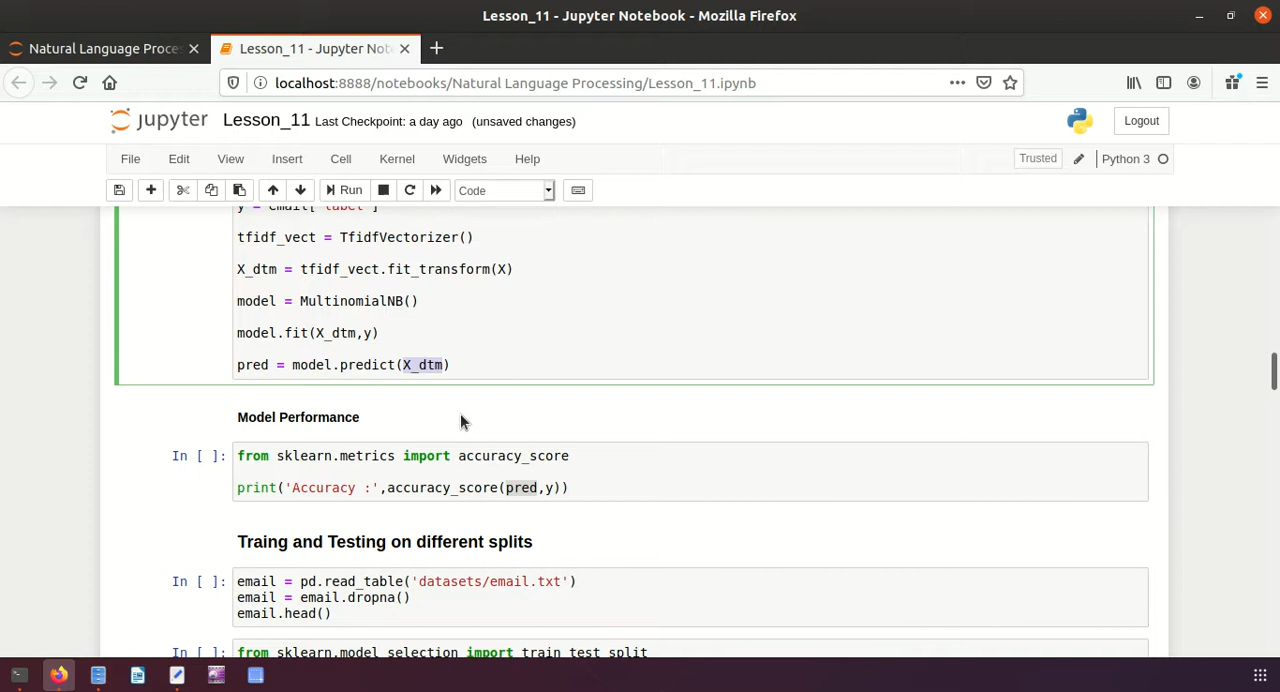 Lesson_11 - Jupyter Notebook - Mozilla Firefox
Natural Language Proces
Lesson_11 - Jupyter Not
localhost:8888/notebooks/Natural Language Processing/Lesson_11.ipynb
jupyter Lesson_11 Last Checkpoint: a day ago (unsaved changes)
Logout
File Edit View Insert Cell Kernel Widgets Help
Trusted Python 3
Run Code
y = email['label']
tfidf_vect = TfidfVectorizer()
X_dtm = tfidf_vect.fit_transform(X)
model = MultinomialNB()
model.fit(X_dtm,y)
pred = model.predict(X_dtm)
Model Performance
In [ ]: from sklearn.metrics import accuracy_score
print('Accuracy :',accuracy_score(pred,y))
Traing and Testing on different splits
In [ ]: email = pd.read_table('datasets/email.txt')
email = email.dropna()
email.head()
In [ ]: from sklearn.model_selection import train_test_split